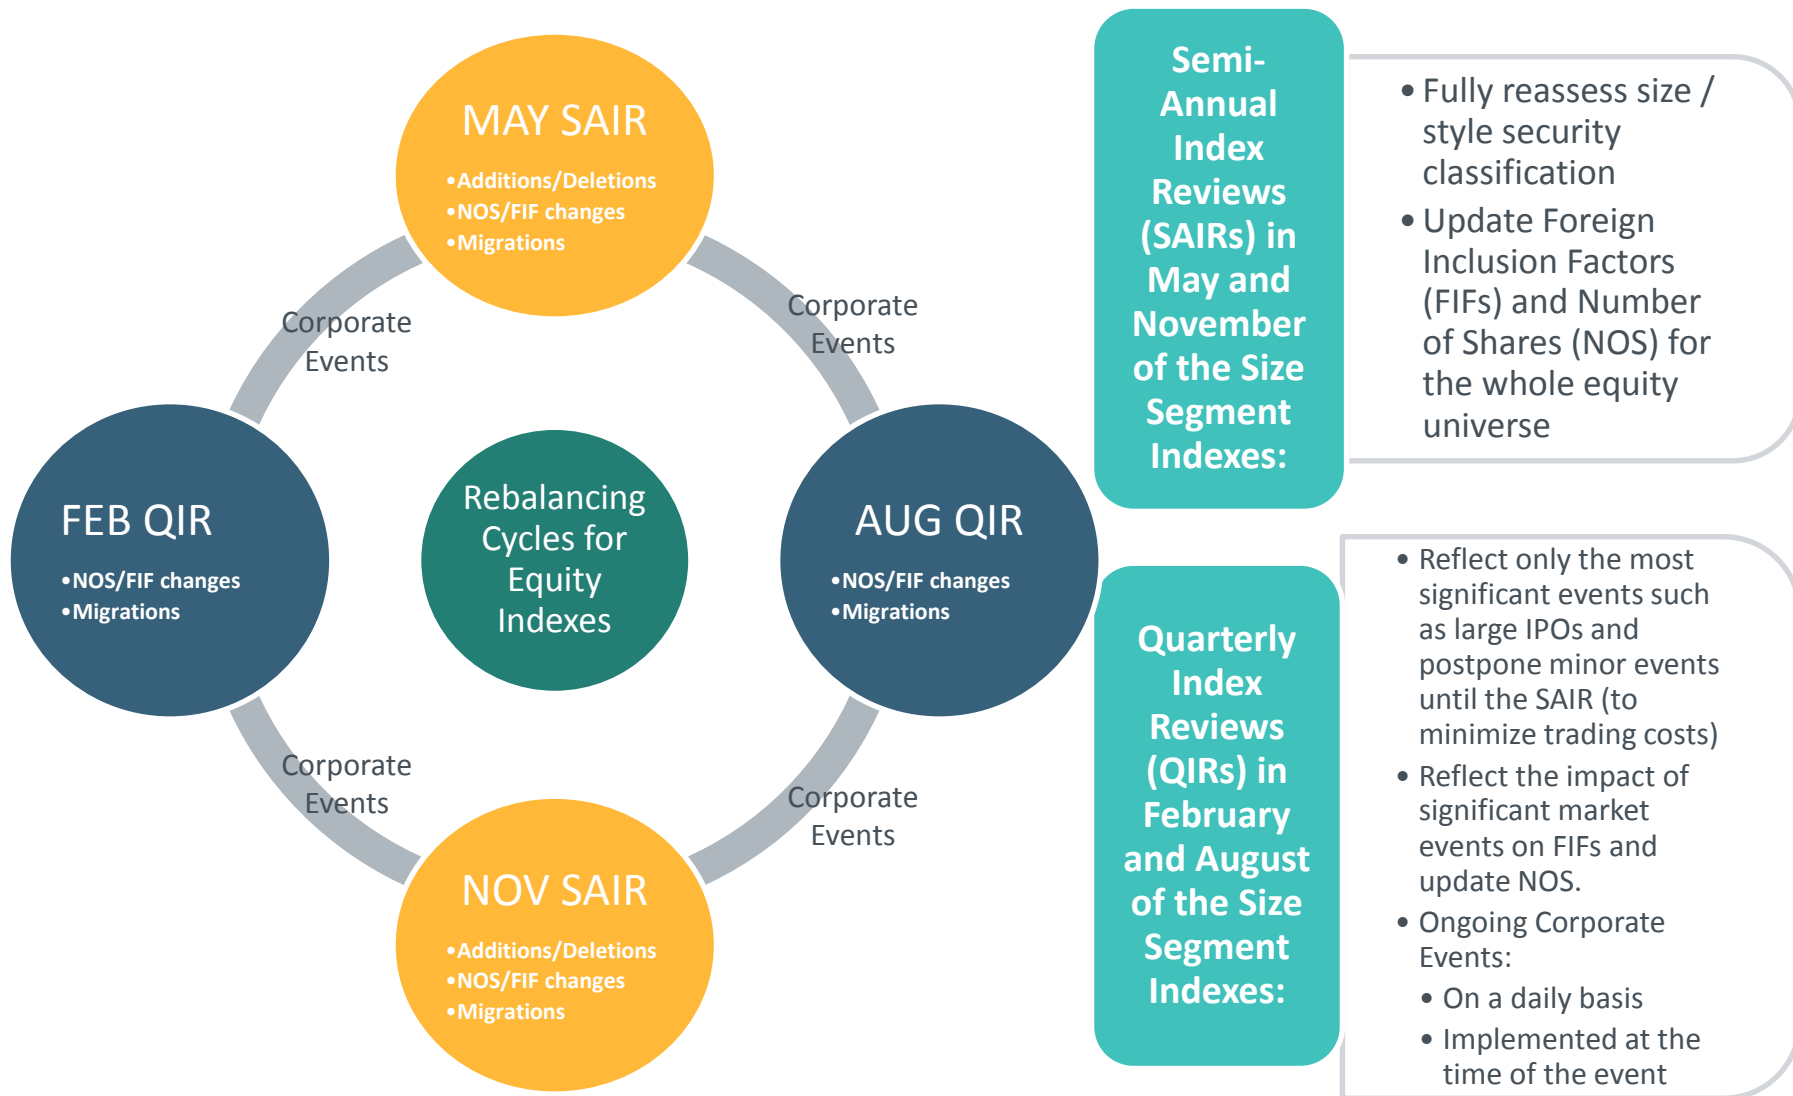 MAY SAIR
•Additions/Deletions
•NOS/FIF changes
•Migrations
Corporate
Events
Corporate
Events
FEB QIR
•NOS/FIF changes
•Migrations
Rebalancing
Cycles for
Equity
Indexes
AUG QIR
•NOS/FIF changes
•Migrations
Corporate
Events
Corporate
Events
NOV SAIR
•Additions/Deletions
•NOS/FIF changes
•Migrations
Semi-
Annual
Index
Reviews
(SAIRs) in
May and
November
of the Size
Segment
Indexes:
• Fully reassess size /
style security
classification
• Update Foreign
Inclusion Factors
(FIFs) and Number
of Shares (NOS) for
the whole equity
universe
Quarterly
Index
Reviews
(QIRs) in
February
and August
of the Size
Segment
Indexes:
• Reflect only the most
significant events such
as large IPOs and
postpone minor events
until the SAIR (to
minimize trading costs)
• Reflect the impact of
significant market
events on FIFs and
update NOS.
• Ongoing Corporate
Events:
• On a daily basis
• Implemented at the
time of the event